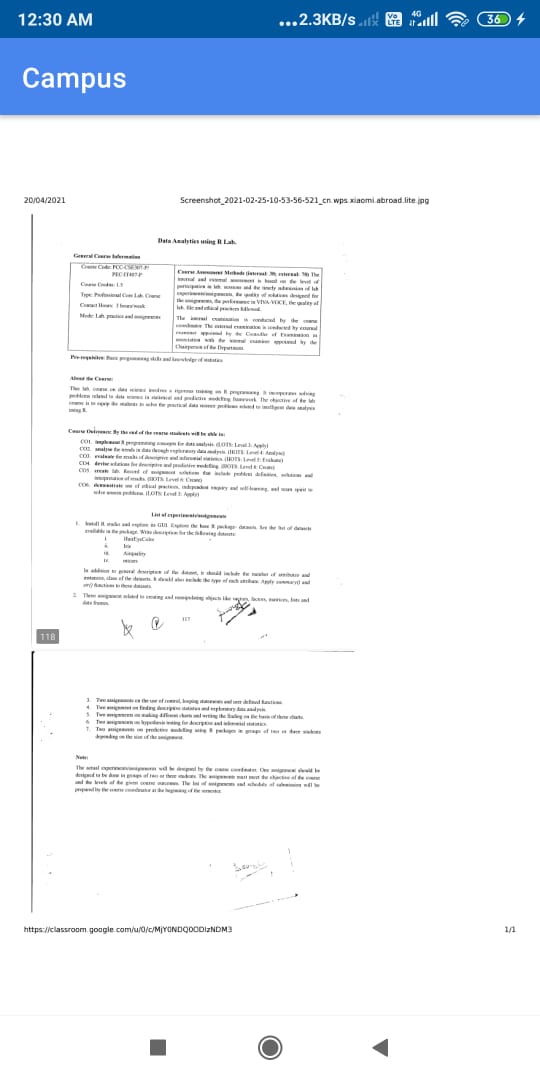 12:30 AM
...2.3KB/s Vo LTE 4G 36
Campus
20/04/2021 Screenshot_2021-02-25-10-53-56-521_cn.wps.xiaomi.abroad.lite.jpg
Data Analytics using R Lab.
General Course Information
Course Credits: 1.5
Type: Professional Core Lab. Course
Contact Hours: 3 hours/week
Mode: Lab practice and assignments
Course Assessment Methods (internal: 30; external: 70) The
internal and external assessment is based on the level of
participation in lab. sessions and the timely submission of lab
experiments/assignments, the quality of solutions designed for
the assignments, the performance in VIVA-VOCE, the quality of
lab. file and ethical practices followed.
The internal examination is conducted by the course
coordinator. The external examination is conducted by external
examiner appointed by the Controller of Examination in
association with the internal examiner appointed by the
Chairperson of the Department.
Pre-requisites: Basic programming skills and knowledge of statistics
About the Course:
This lab. course on data science involves a rigorous training on R programming. It incorporates solving
problems related to data science in statistical and predictive modelling framework. The objective of the lab
course is to equip the students to solve the practical data science problems related to intelligent data analysis
using R.
Course Outcomes: By the end of the course students will be able to:
CO1. implement R programming concepts for data analysis. (LOTS: Level 3: Apply)
CO2. analyse the trends in data through exploratory data analysis. (HOTS: Level 4: Analyse)
CO3. evaluate the results of descriptive and inferential statistics. (HOTS: Level 5: Evaluate)
CO4. devise solutions for descriptive and predictive modelling. (HOTS: Level 6: Create)
CO5. create lab. Record of assignment solutions that include problem definition, solutions and
interpretation of results. (HOTS: Level 6: Create)
CO6. demonstrate use of ethical practices, independent enquiry and self-learning, and team spirit to
solve problems. (LOTS: Level 3: Apply)
List of experiments/assignments
1. Install R studio and explore its GUI. Explore the base R package- datasets. See the list of datasets
available in the package. Write description for the following datasets:
i. HairEyeColor
ii. Iris
iii. Airquality
iv. mtcars
In addition to general description of the dataset, it should include the number of attributes and
instances, class of the datasets. It should also include the type of each attribute. Apply summary() and
str() functions to these datasets.
2. Three assignment related to creating and manipulating objects like vectors, factors, matrices, lists and
data frames.
117
118
3. Two assignments on the use of control, looping statements and user defined functions.
4. Two assignment on finding descriptive statistics and exploratory data analysis
5. Two assignments on making different charts and writing the finding on the basis of these charts.
6. Two assignments on hypothesis testing for descriptive and inferential statistics
7. Two assignments on predictive modelling using R packages in groups of two or three students
depending on the size of the assignment.
Note:
The actual experiments/assignments will be designed by the course coordinator. One assignment should be
designed to be done in groups of two or three students. The assignments must meet the objective of the course
and the levels of the given course outcomes. The list of assignments and schedule of submission will be
prepared by the course coordinator at the beginning of the semester.
1/1